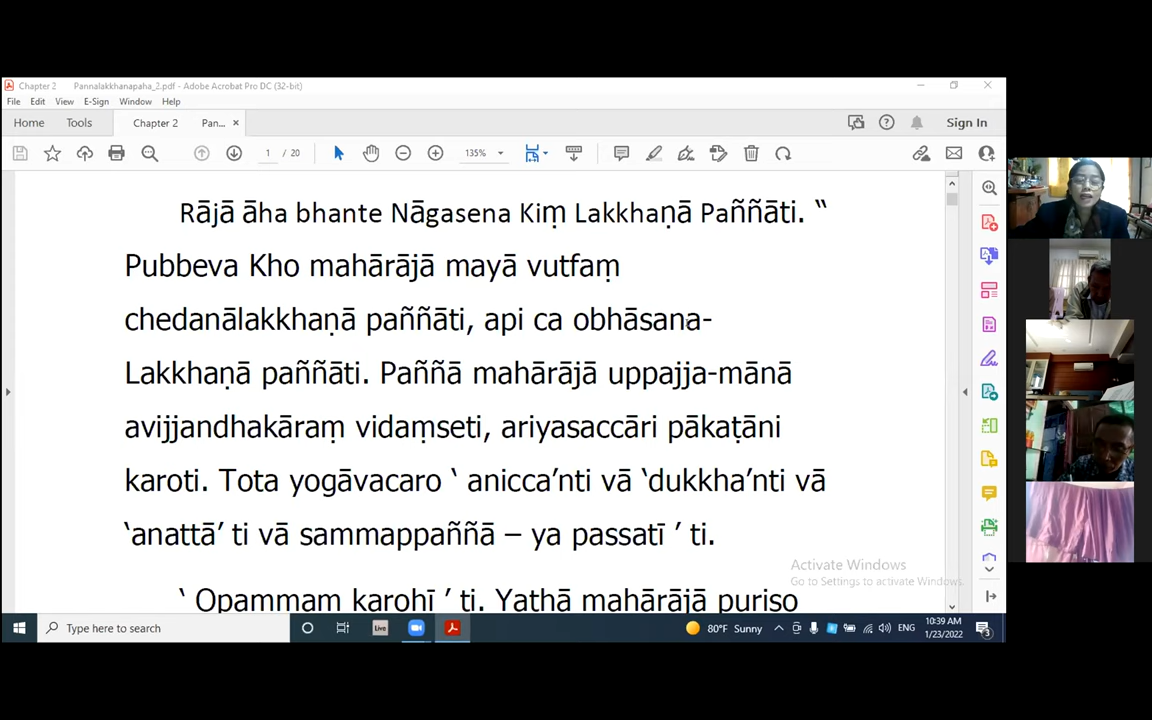 Chapter 2 Pannalakkhanapaha_2.pdf - Adobe Acrobat Pro DC (32-bit)
File Edit View E-Sign Window Help
Home Tools Chapter 2 Pan... × Sign In
1 / 20 135%
Rājā āha bhante Nāgasena Kiṃ Lakkhaṇā Paññāti. “
Pubbeva Kho mahārājā mayā vutfaṃ
chedanālakkhaṇā paññāti, api ca obhāsana-
Lakkhaṇā paññāti. Paññā mahārājā uppajja-mānā
avijjandhakāraṃ vidaṃseti, ariyasaccāri pākaṭāni
karoti. Tota yogāvacaro ‘ anicca’nti vā ‘dukkha’nti vā
‘anattā’ ti vā sammappaññā – ya passatī ’ ti.
Activate Windows
Go to Settings to activate Windows.
‘ Opammam karohī ’ ti. Yathā mahārājā puriso
Type here to search Live 80°F Sunny ENG 10:39 AM
1/23/2022 3